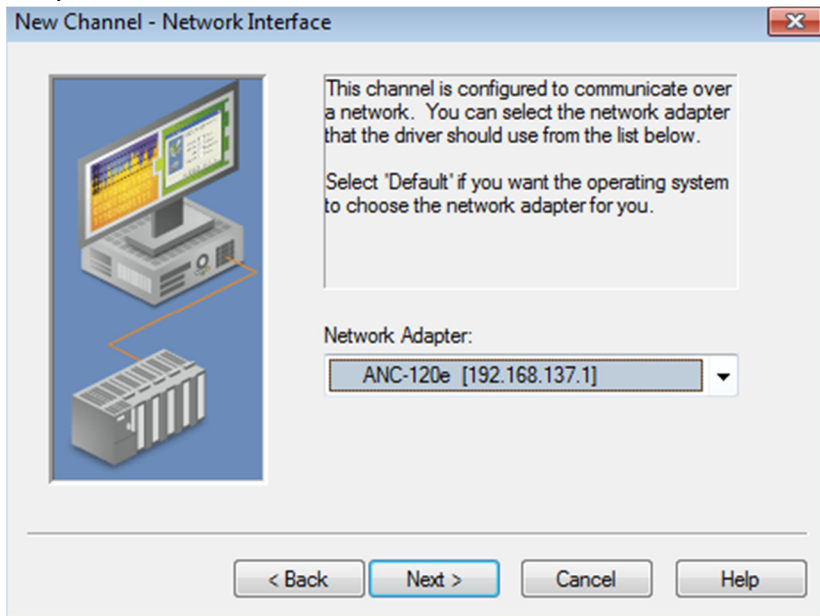 New Channel - Network Interface
This channel is configured to communicate over
a network. You can select the network adapter
that the driver should use from the list below.
Select 'Default' if you want the operating system
to choose the network adapter for you.
Network Adapter:
ANC-120e [192.168.137.1]
< Back
Next >
Cancel
Help